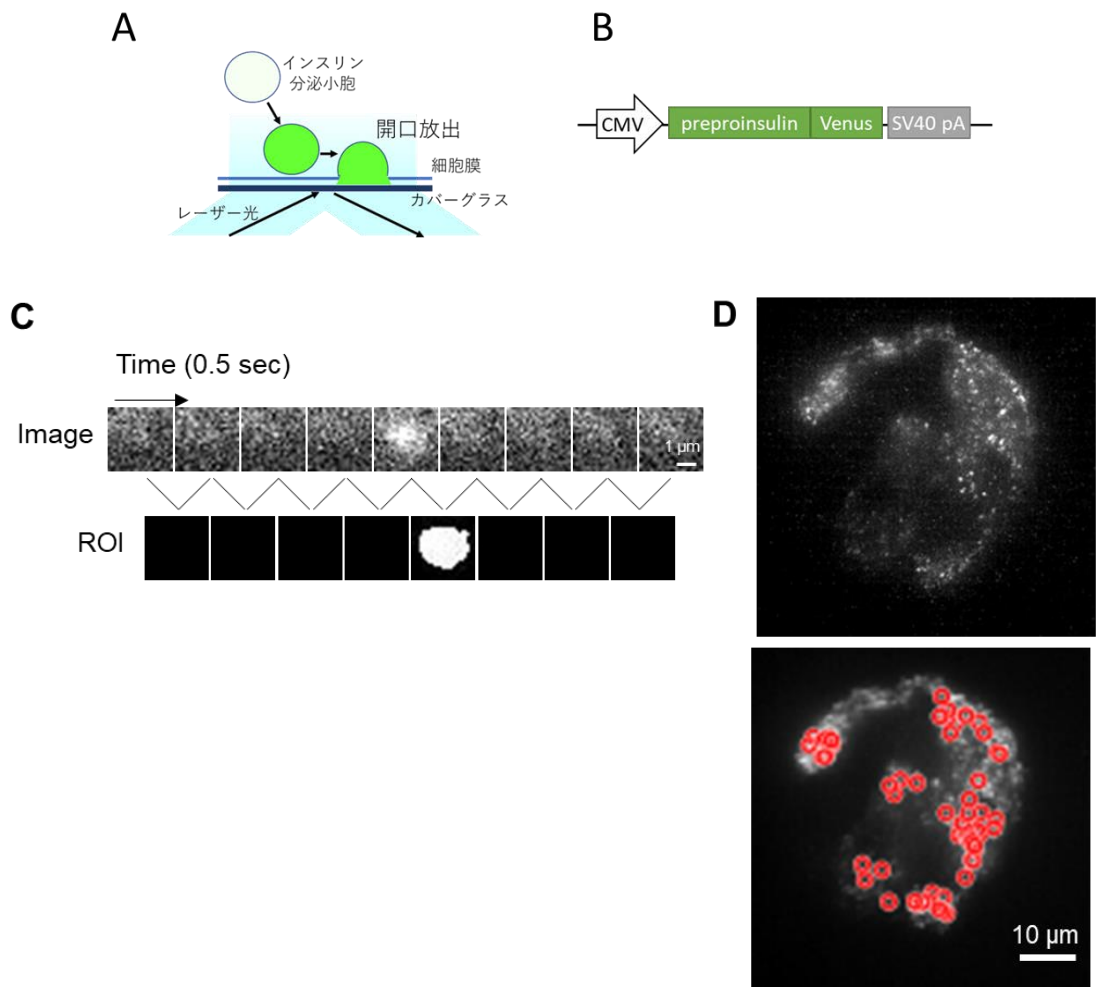 A
インスリン
分泌小胞
開口放出
細胞膜
カバーグラス
レーザー光
B
CMV
preproinsulin
Venus
SV40 pA
C
Time (0.5 sec)
Image
1 μm
ROI
D
10 μm